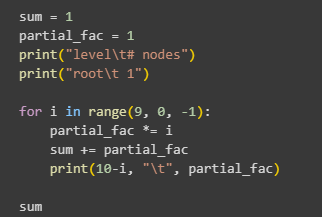 sum = 1
partial_fac = 1
print("level\t# nodes")
print("root\t 1")

for i in range(9, 0, -1):
    partial_fac *= i
    sum += partial_fac
    print(10-i, "\t", partial_fac)

sum